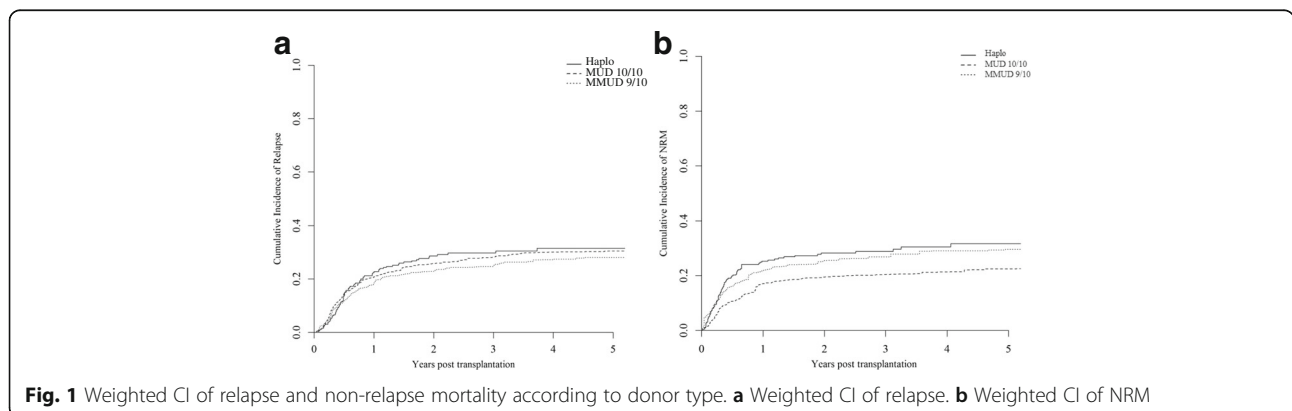 a
Haplo
MUD 10/10
MMUD 9/10
Cumulative Incidence of Relapse
1.0
0.8
0.6
0.4
0.2
0.0
0 1 2 3 4 5
Years post transplantation
b
Haplo
MUD 10/10
MMUD 9/10
Cumulative Incidence of NRM
1.0
0.8
0.6
0.4
0.2
0.0
0 1 2 3 4 5
Years post transplantation
Fig. 1 Weighted CI of relapse and non-relapse mortality according to donor type. a Weighted CI of relapse. b Weighted CI of NRM